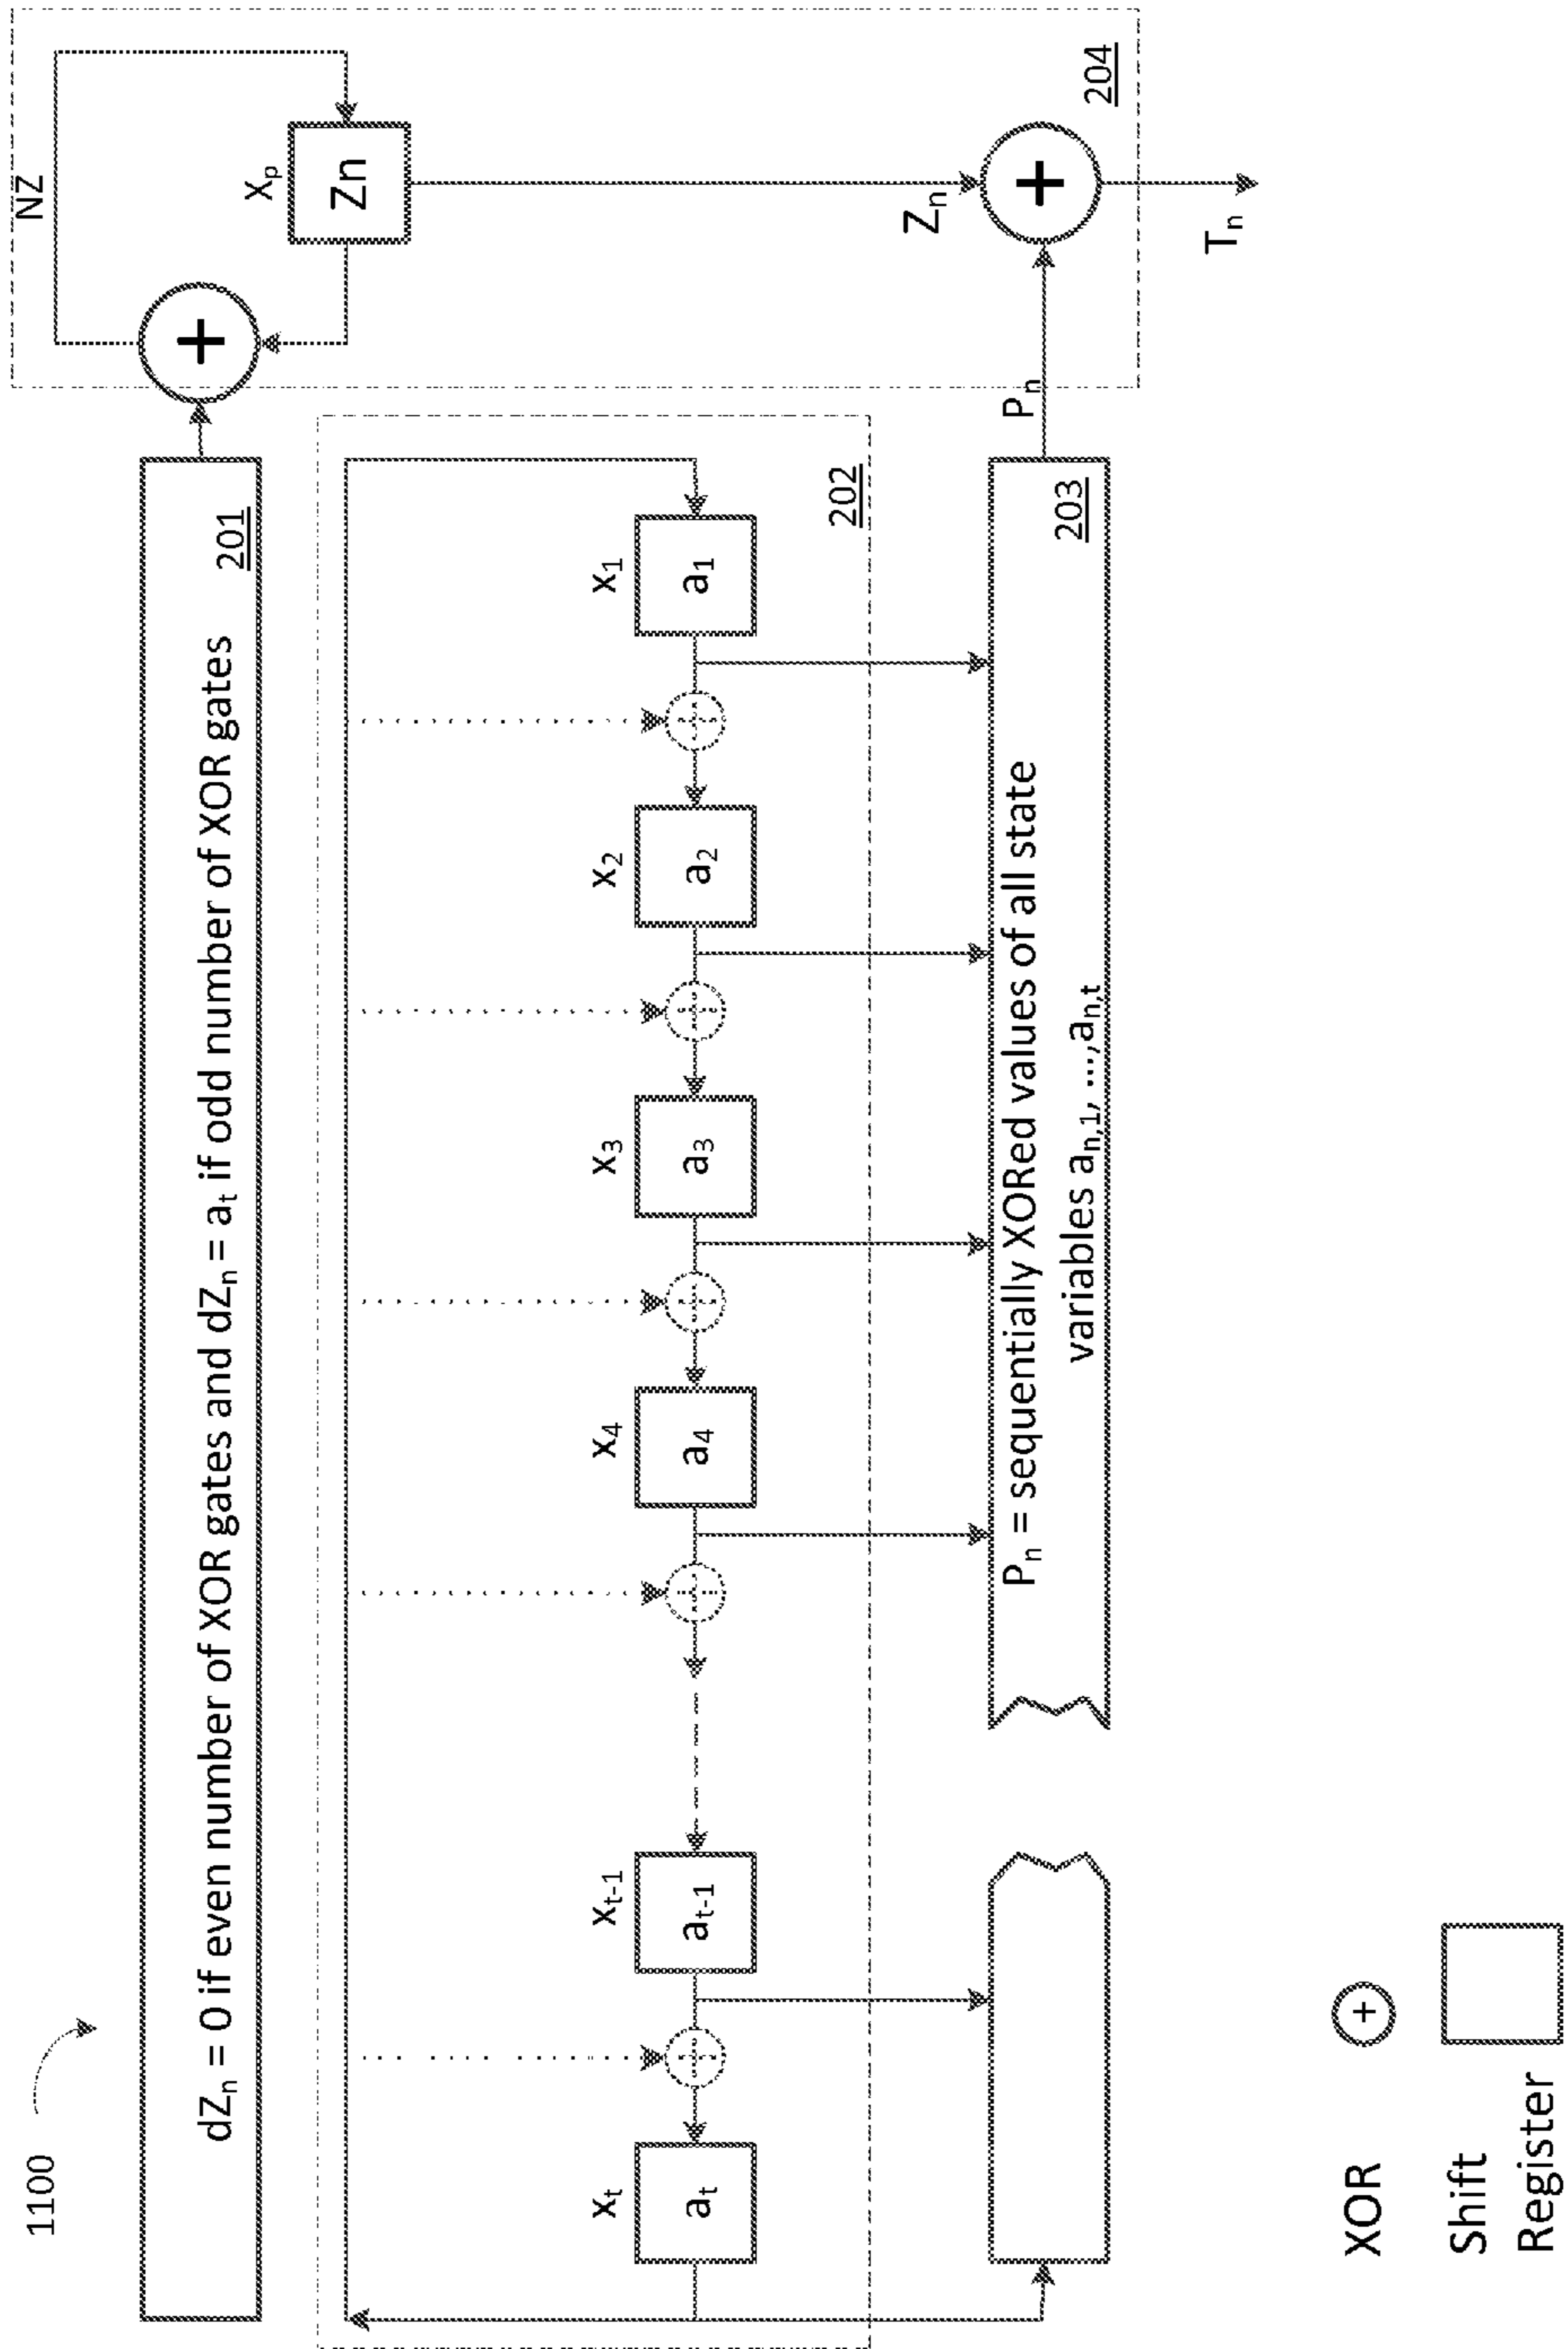 1100
dZₙ = 0 if even number of XOR gates and dZₙ = aₜ if odd number of XOR gates
201
NZ
Xₚ
Zn
xₜ
xₜ₋₁
x₄
x₃
x₂
x₁
aₜ
aₜ₋₁
a₄
a₃
a₂
a₁
202
Zₙ
Pₙ
204
Pₙ = sequentially XORed values of all state
variables aₙ,₁, ...,aₙ,ₜ
203
Tₙ
XOR
Shift
Register